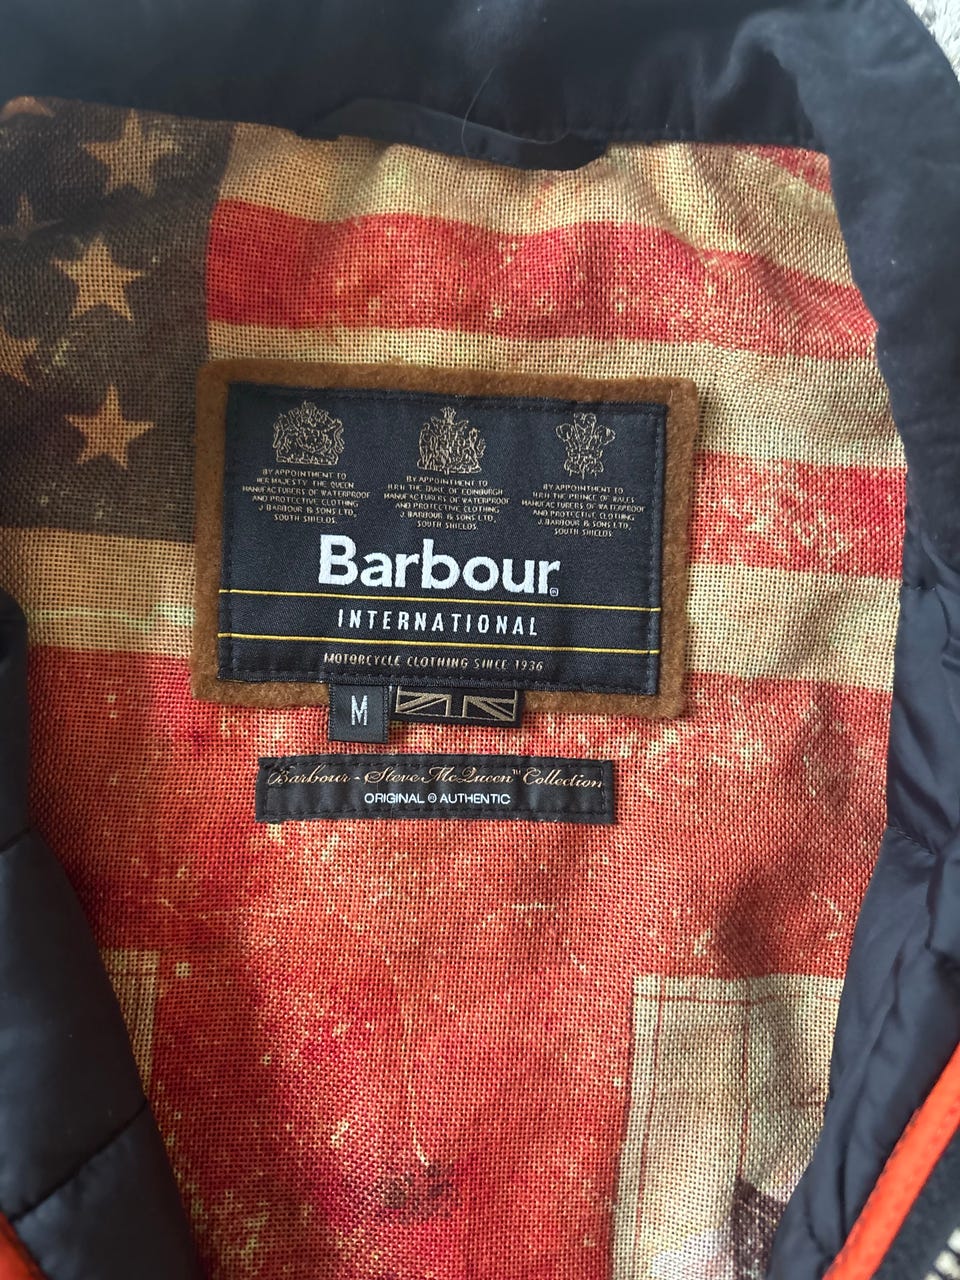 BY APPOINTMENT TO
HER MAJESTY THE QUEEN
MANUFACTURERS OF WATERPROOF
AND PROTECTIVE CLOTHING
J. BARBOUR & SONS LTD,
SOUTH SHIELDS.
BY APPOINTMENT TO
H.R.H. THE DUKE OF EDINBURGH
MANUFACTURERS OF WATERPROOF
AND PROTECTIVE CLOTHING
J. BARBOUR & SONS LTD,
SOUTH SHIELDS.
BY APPOINTMENT TO
H.R.H. THE PRINCE OF WALES
MANUFACTURERS OF WATERPROOF
AND PROTECTIVE CLOTHING
J. BARBOUR & SONS LTD,
SOUTH SHIELDS.
Barbour®
INTERNATIONAL
MOTORCYCLE CLOTHING SINCE 1936
M
Barbour - Steve McQueen™ Collection
ORIGINAL & AUTHENTIC